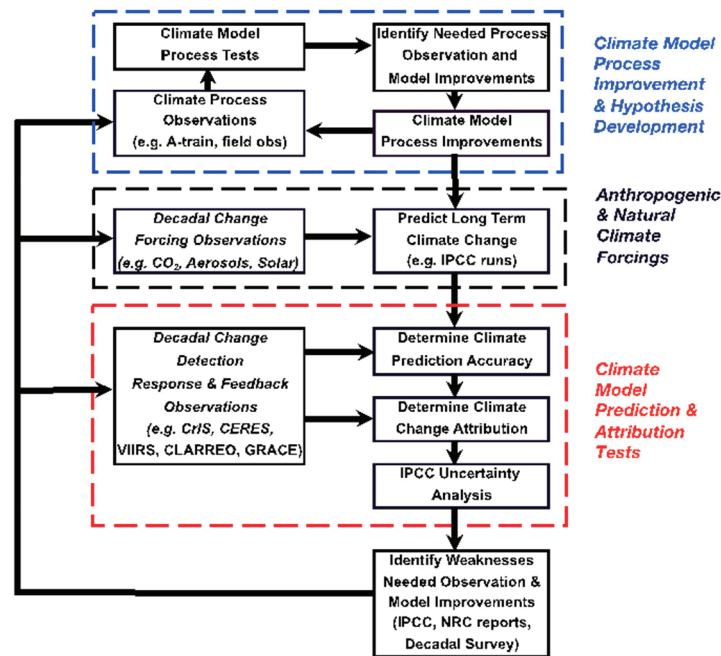 Climate Model
Process Tests
Identify Needed Process
Observation and
Model Improvements
Climate Model
Process
Improvement
& Hypothesis
Development
Climate Process
Observations
(e.g. A-train, field obs)
Climate Model
Process Improvements
Decadal Change
Forcing Observations
(e.g. CO₂, Aerosols, Solar)
Predict Long Term
Climate Change
(e.g. IPCC runs)
Anthropogenic
& Natural
Climate
Forcings
Decadal Change
Detection
Response & Feedback
Observations
(e.g. CrIS, CERES,
VIIRS, CLARREO, GRACE)
Determine Climate
Prediction Accuracy
Determine Climate
Change Attribution
IPCC Uncertainty
Analysis
Climate
Model
Prediction &
Attribution
Tests
Identify Weaknesses
Needed Observation &
Model Improvements
(IPCC, NRC reports,
Decadal Survey)